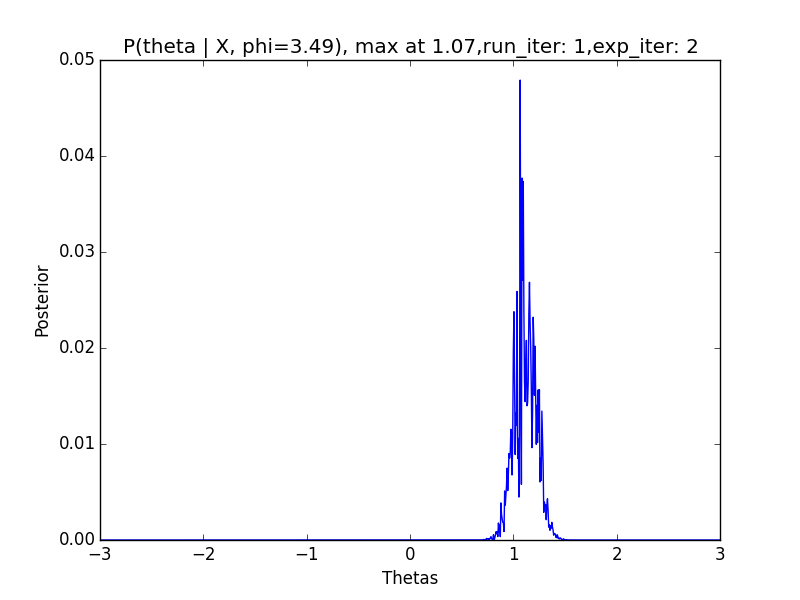 P(theta | X, phi=3.49), max at 1.07,run_iter: 1,exp_iter: 2
0.05
0.04
0.03
0.02
0.01
0.00
Posterior
−3 −2 −1 0 1 2 3
Thetas